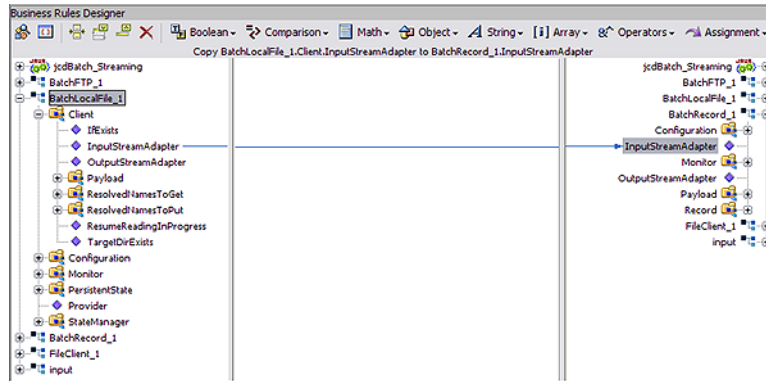 Business Rules Designer
Boolean Comparison Math Object String Array Operators Assignment
Copy BatchLocalFile_1.Client.InputStreamAdapter to BatchRecord_1.InputStreamAdapter
jcdBatch_Streaming
BatchFTP_1
BatchLocalFile_1
Client
IfExists
InputStreamAdapter
OutputStreamAdapter
Payload
ResolvedNamesToGet
ResolvedNamesToPut
ResumeReadingInProgress
TargetDirExists
Configuration
Monitor
PersistentState
Provider
StateManager
BatchRecord_1
FileClient_1
input
jcdBatch_Streaming
BatchFTP_1
BatchLocalFile_1
BatchRecord_1
Configuration
InputStreamAdapter
Monitor
OutputStreamAdapter
Payload
Record
FileClient_1
input